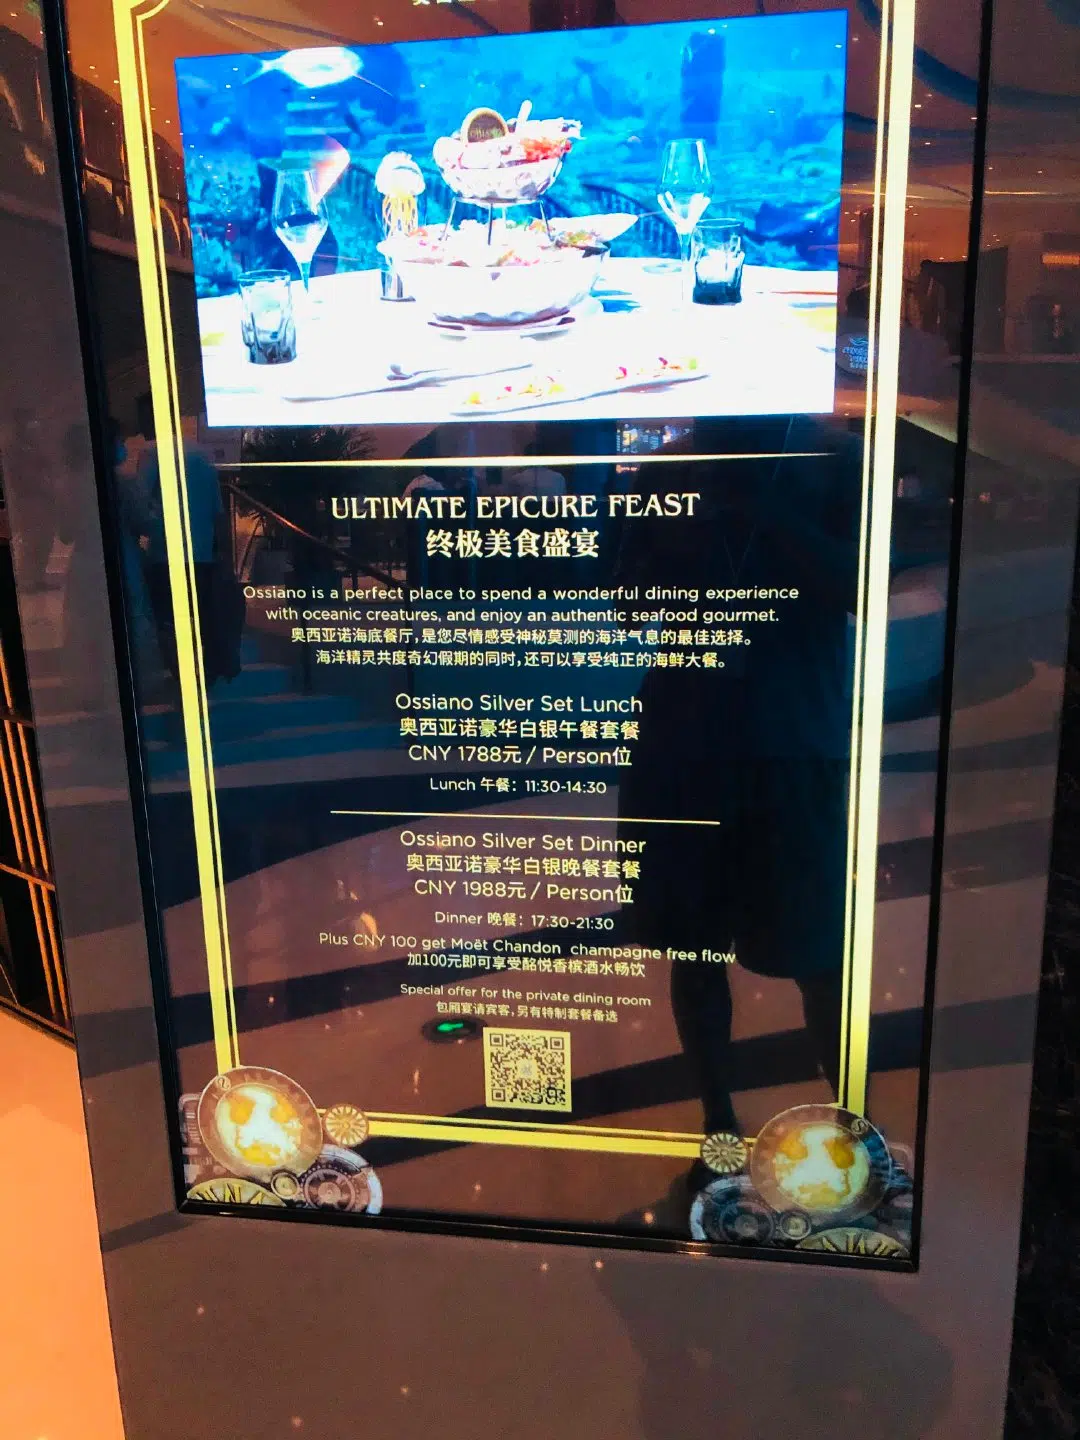 ULTIMATE EPICURE FEAST
终极美食盛宴
Ossiano is a perfect place to spend a wonderful dining experience
with oceanic creatures, and enjoy an authentic seafood gourmet.
奥西亚诺海底餐厅，是您尽情感受神秘莫测的海洋气息的最佳选择。
海洋精灵共度奇幻假期的同时，还可以享受纯正的海鲜大餐。
Ossiano Silver Set Lunch
奥西亚诺豪华白银午餐套餐
CNY 1788元 / Person位
Lunch 午餐：11:30-14:30
Ossiano Silver Set Dinner
奥西亚诺豪华白银晚餐套餐
CNY 1988元 / Person位
Dinner 晚餐：17:30-21:30
Plus CNY 100 get Moët Chandon champagne free flow
加100元即可享受酩悦香槟酒水畅饮
Special offer for the private dining room
包厢宴请宾客，另有特制套餐备选